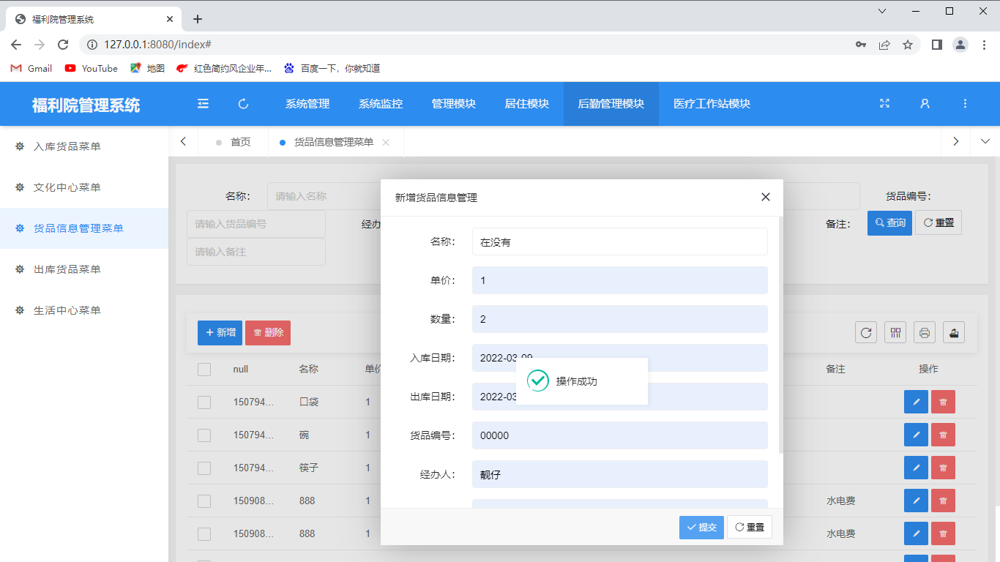 福利院管理系统
127.0.0.1:8080/index#
Gmail YouTube 地图 红色简约风企业年... 百度一下，你就知道
福利院管理系统 系统管理 系统监控 管理模块 居住模块 后勤管理模块 医疗工作站模块
入库货品菜单
文化中心菜单
货品信息管理菜单
出库货品菜单
生活中心菜单
首页 货品信息管理菜单
名称： 请输入名称 货品编号：
请输入货品编号 经办 备注： 查询 重置
请输入备注
新增 删除
null 名称 单价 备注 操作
150794... 口袋 1
150794... 碗 1
150794... 筷子 1
150908... 888 1 水电费
150908... 888 1 水电费
新增货品信息管理
名称： 在没有
单价： 1
数量： 2
入库日期： 2022-03-09
出库日期： 2022-03
货品编号： 00000
经办人： 靓仔
操作成功
提交 重置